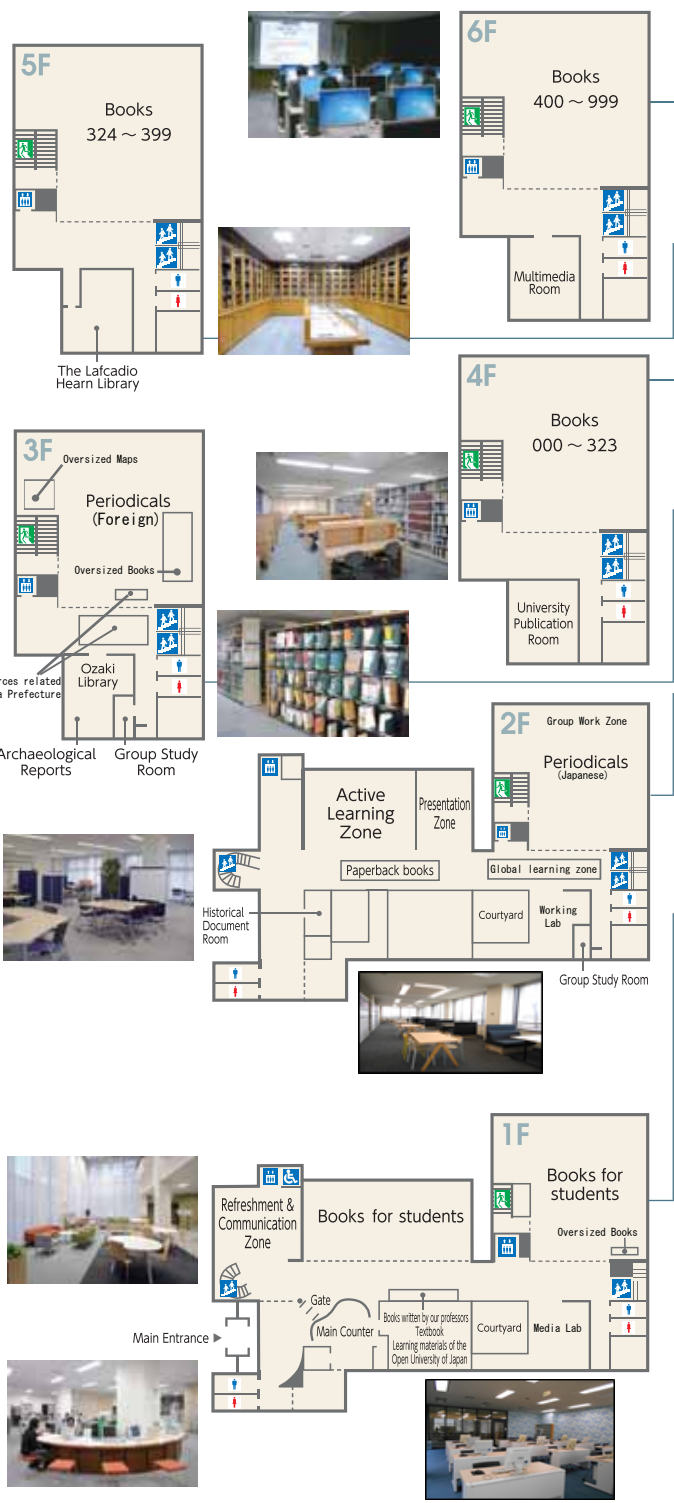 5F
Books
324 ~ 399
The Lafcadio
Hearn Library
6F
Books
400 ~ 999
Multimedia
Room
4F
Books
000 ~ 323
University
Publication
Room
3F
Oversized Maps
Periodicals
(Foreign)
Oversized Books
related
Prefecture
Ozaki
Library
Archaeological
Reports
Group Study
Room
2F
Group Work Zone
Periodicals
(Japanese)
Active
Learning
Zone
Presentation
Zone
Paperback books
Global learning zone
Historical
Document
Room
Courtyard
Working
Lab
Group Study Room
1F
Books for
students
Oversized Books
Refreshment &
Communication
Zone
Books for students
Gate
Main Counter
Main Entrance
Books written by our professors
Textbook
Learning materials of the
Open University of Japan
Courtyard
Media Lab